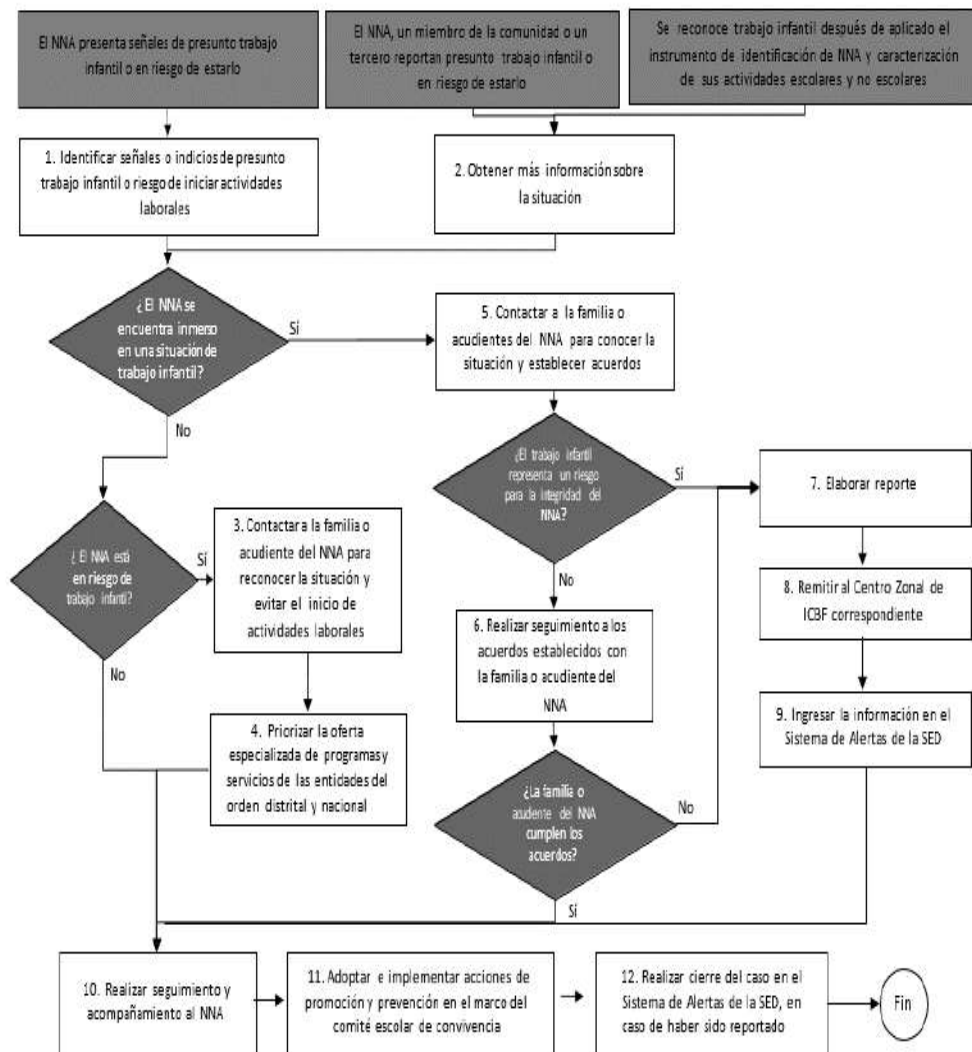 El NNA presenta señales de presunto trabajo
infantil o en riesgo de estarlo
El NNA, un miembro de la comunidad o un
tercero reportan presunto trabajo infantil o
en riesgo de estarlo
Se reconoce trabajo infantil después de aplicado el
instrumento de identificación de NNA y caracterización
de sus actividades escolares y no escolares
1. Identificar señales o indicios de presunto
trabajo infantil o riesgo de iniciar actividades
laborales
2. Obtener más información sobre
la situación
¿El NNA se
encuentra inmerso
en una situación de
trabajo infantil?
Sí
No
5. Contactar a la familia o
acudientes del NNA para conocer la
situación y establecer acuerdos
¿El trabajo infantil
representa un riesgo
para la integridad del
NNA?
Sí
No
7. Elaborar reporte
¿El NNA está
en riesgo de
trabajo infantil?
Sí
No
3. Contactar a la familia o
acudiente del NNA para
reconocer la situación y
evitar el inicio de
actividades laborales
8. Remitir al Centro Zonal de
ICBF correspondiente
6. Realizar seguimiento a los
acuerdos establecidos con
la familia o acudiente del
NNA
4. Priorizar la oferta
especializada de programas y
servicios de las entidades del
orden distrital y nacional
9. Ingresar la información en el
Sistema de Alertas de la SED
¿La familia o
acudiente del NNA
cumplen los
acuerdos?
No
Sí
10. Realizar seguimiento y
acompañamiento al NNA
11. Adoptar e implementar acciones de
promoción y prevención en el marco del
comité escolar de convivencia
12. Realizar cierre del caso en el
Sistema de Alertas de la SED, en
caso de haber sido reportado
Fin